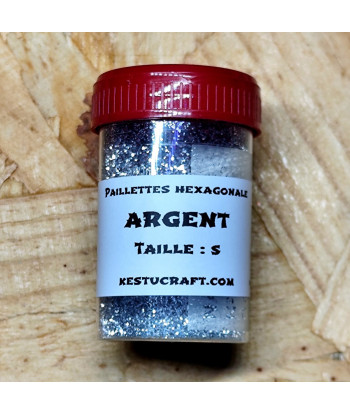 Paillettes hexagonale
ARGENT
Taille : s
kestucraft.com